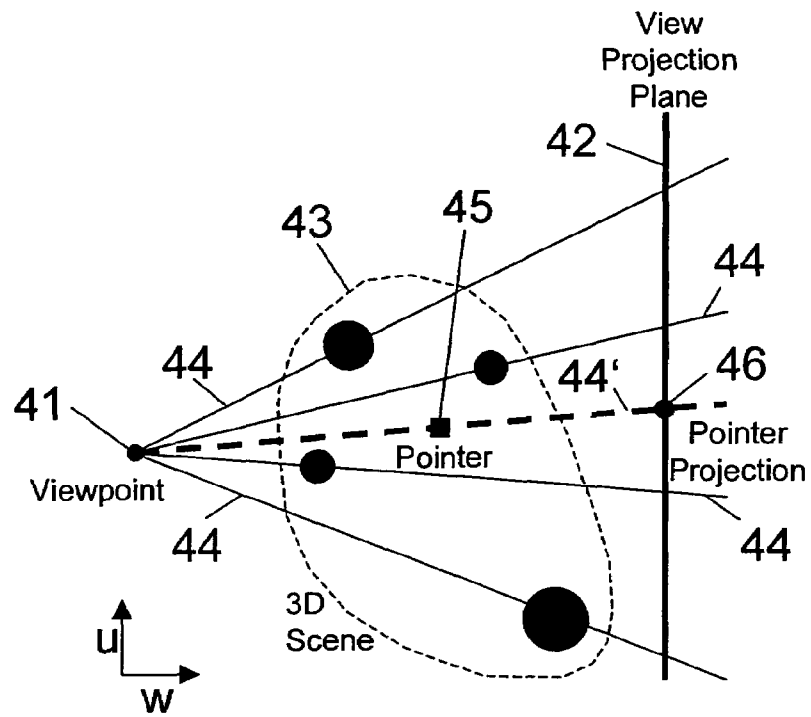 View
Projection
Plane
42
45
43
44
44
44'
46
41
Pointer
Pointer
Projection
Viewpoint
44
44
3D
Scene
u
w